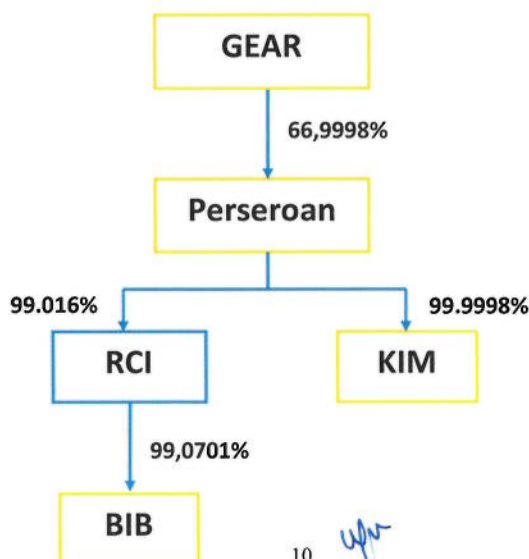 GEAR
66,9998%
Perseroan
99.016%
99.9998%
RCI
KIM
99,0701%
BIB
10